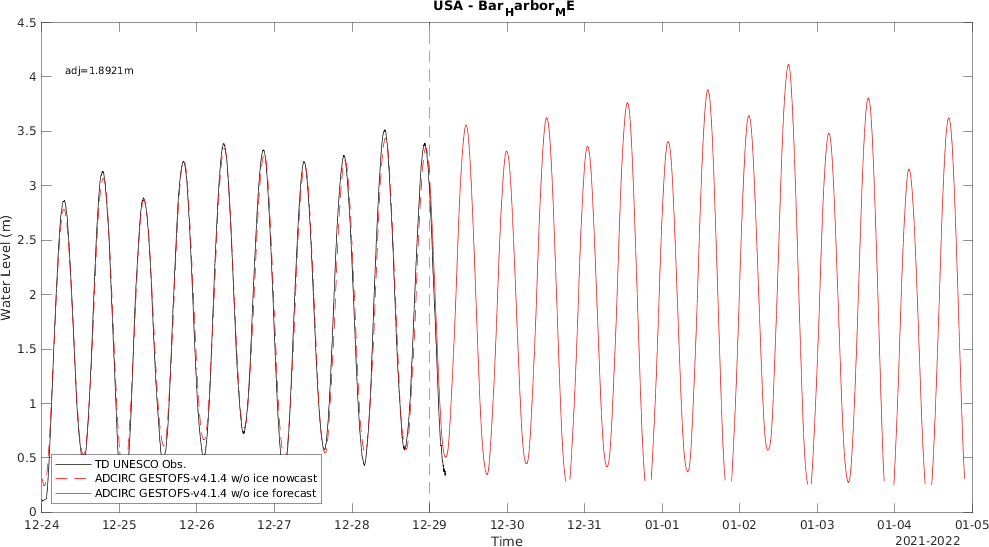 USA - Bar_Harbor_ME
4.5
4
3.5
3
2.5
2
1.5
1
0.5
0
Water Level (m)
adj=1.8921m
TD UNESCO Obs.
ADCIRC GESTOFS-v4.1.4 w/o ice nowcast
ADCIRC GESTOFS-v4.1.4 w/o ice forecast
12-24 12-25 12-26 12-27 12-28 12-29 12-30 12-31 01-01 01-02 01-03 01-04 01-05
Time
2021-2022